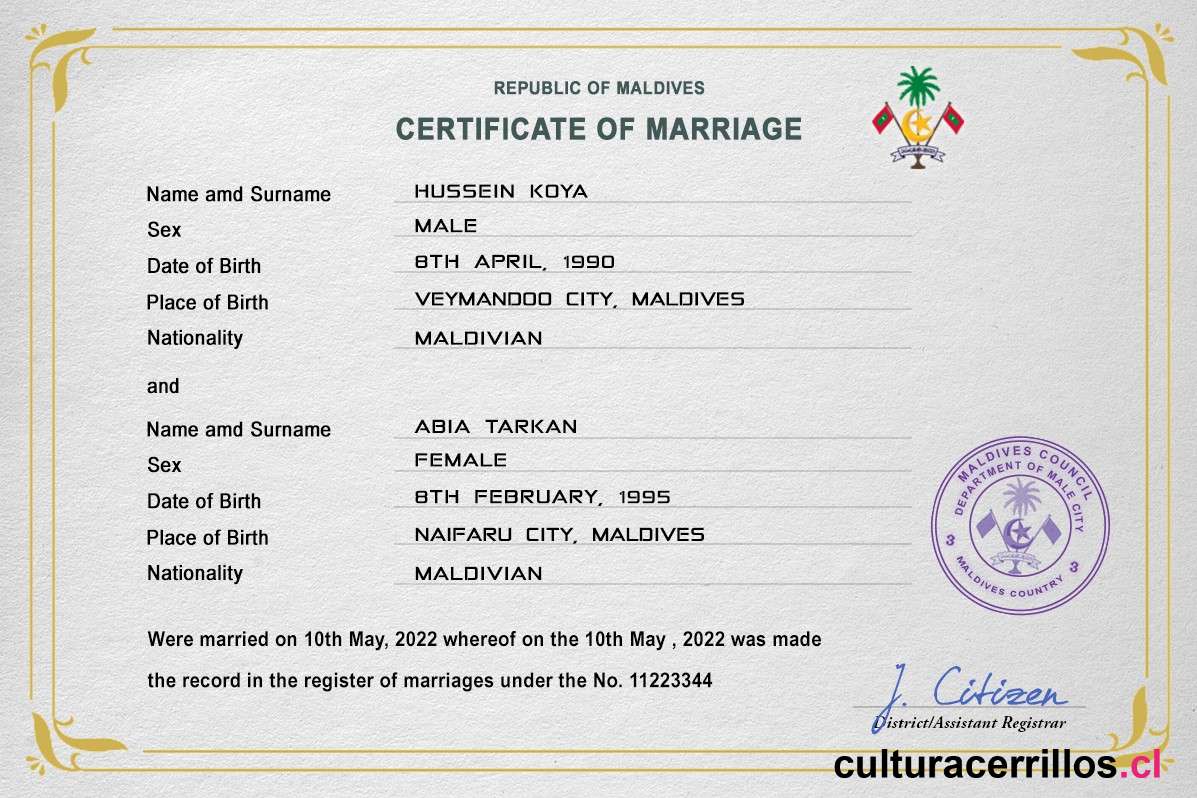 REPUBLIC OF MALDIVES
CERTIFICATE OF MARRIAGE
Name amd Surname HUSSEIN KOYA
Sex MALE
Date of Birth 8TH APRIL, 1990
Place of Birth VEYMANDOO CITY, MALDIVES
Nationality MALDIVIAN
and
Name amd Surname ABIA TARKAN
Sex FEMALE
Date of Birth 8TH FEBRUARY, 1995
Place of Birth NAIFARU CITY, MALDIVES
Nationality MALDIVIAN
MALDIVES COUNCIL
DEPARTMENT OF MALE CITY
3 3
MALDIVES COUNTRY
Were married on 10th May, 2022 whereof on the 10th May , 2022 was made
the record in the register of marriages under the No. 11223344
J. Citizen
District/Assistant Registrar
culturacerrillos.cl